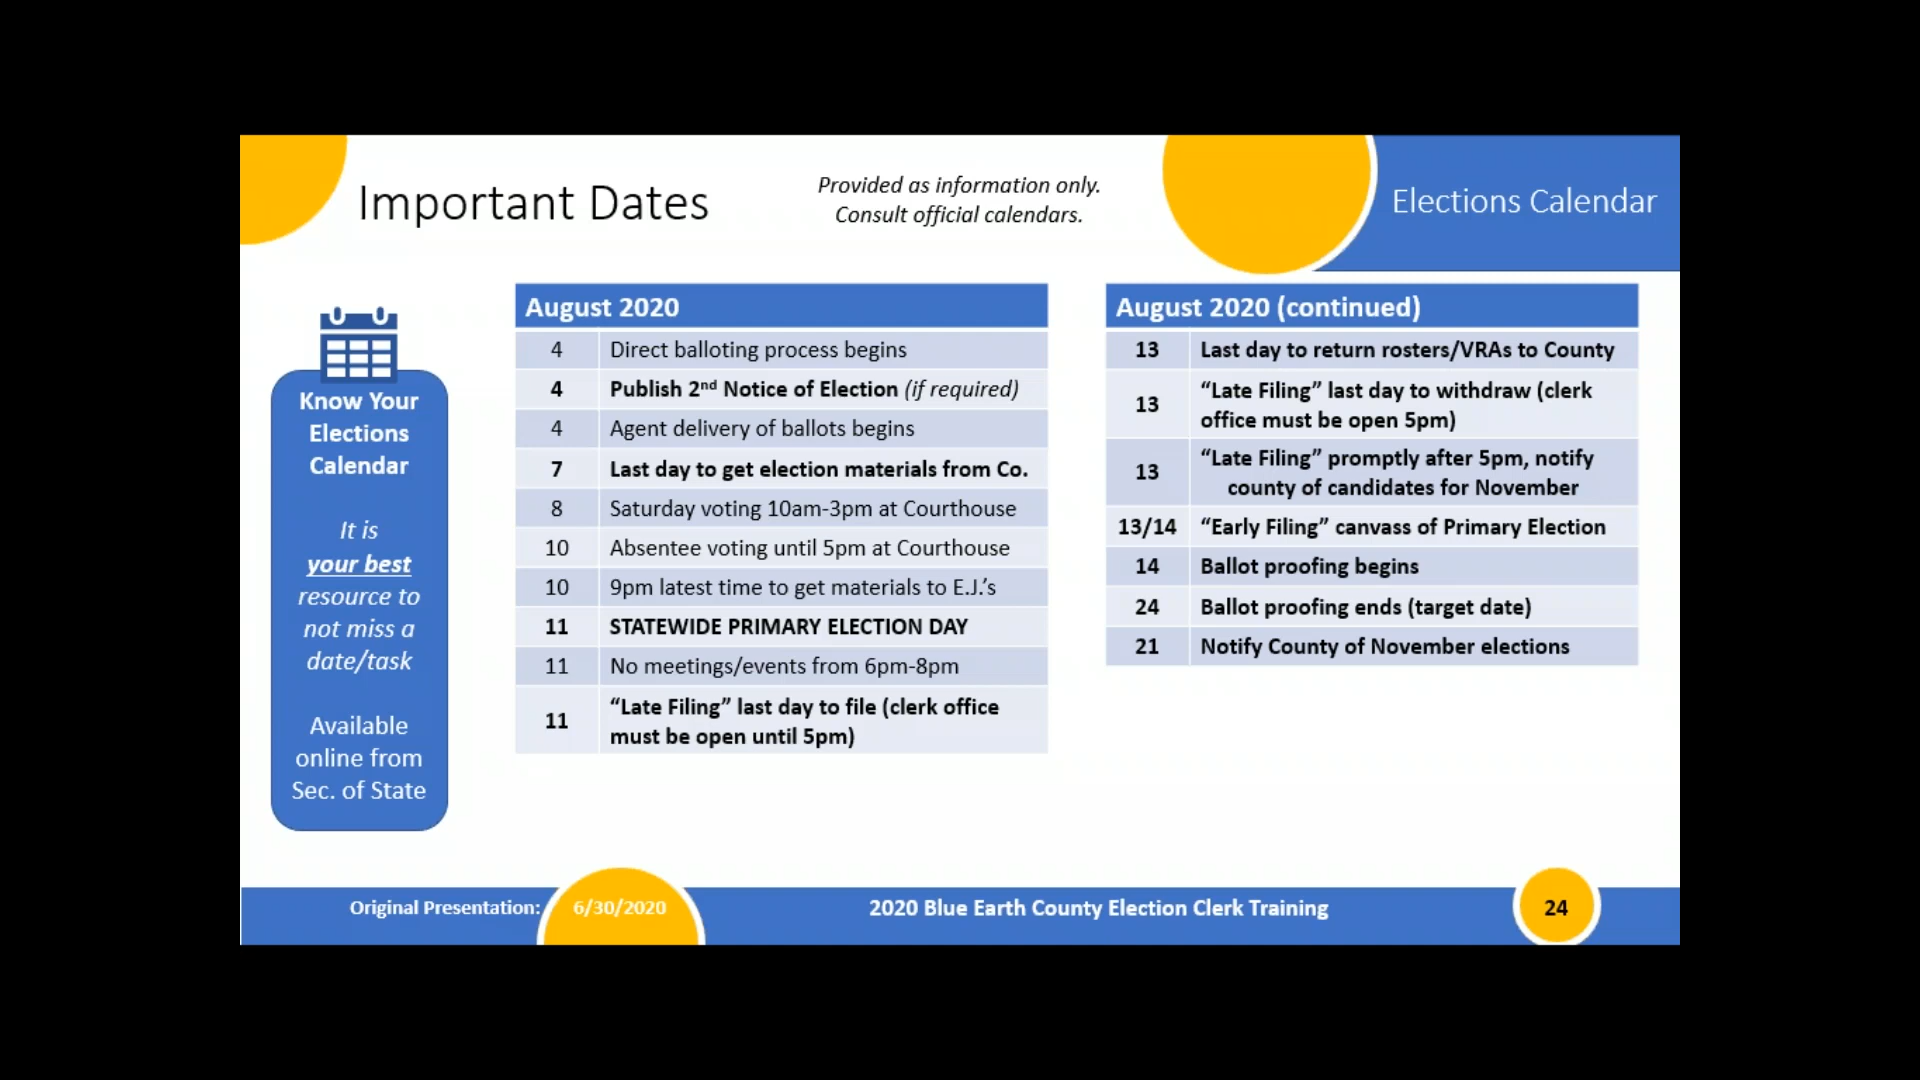 Important Dates
Provided as information only.
Consult official calendars.
Elections Calendar
Know Your
Elections
Calendar
It is
your best
resource to
not miss a
date/task
Available
online from
Sec. of State
August 2020
4 Direct balloting process begins
4 Publish 2nd Notice of Election (if required)
4 Agent delivery of ballots begins
7 Last day to get election materials from Co.
8 Saturday voting 10am-3pm at Courthouse
10 Absentee voting until 5pm at Courthouse
10 9pm latest time to get materials to E.J.’s
11 STATEWIDE PRIMARY ELECTION DAY
11 No meetings/events from 6pm-8pm
11 “Late Filing” last day to file (clerk office
must be open until 5pm)
August 2020 (continued)
13 Last day to return rosters/VRAs to County
13 “Late Filing” last day to withdraw (clerk
office must be open 5pm)
13 “Late Filing” promptly after 5pm, notify
county of candidates for November
13/14 “Early Filing” canvass of Primary Election
14 Ballot proofing begins
24 Ballot proofing ends (target date)
21 Notify County of November elections
Original Presentation: 6/30/2020
2020 Blue Earth County Election Clerk Training
24